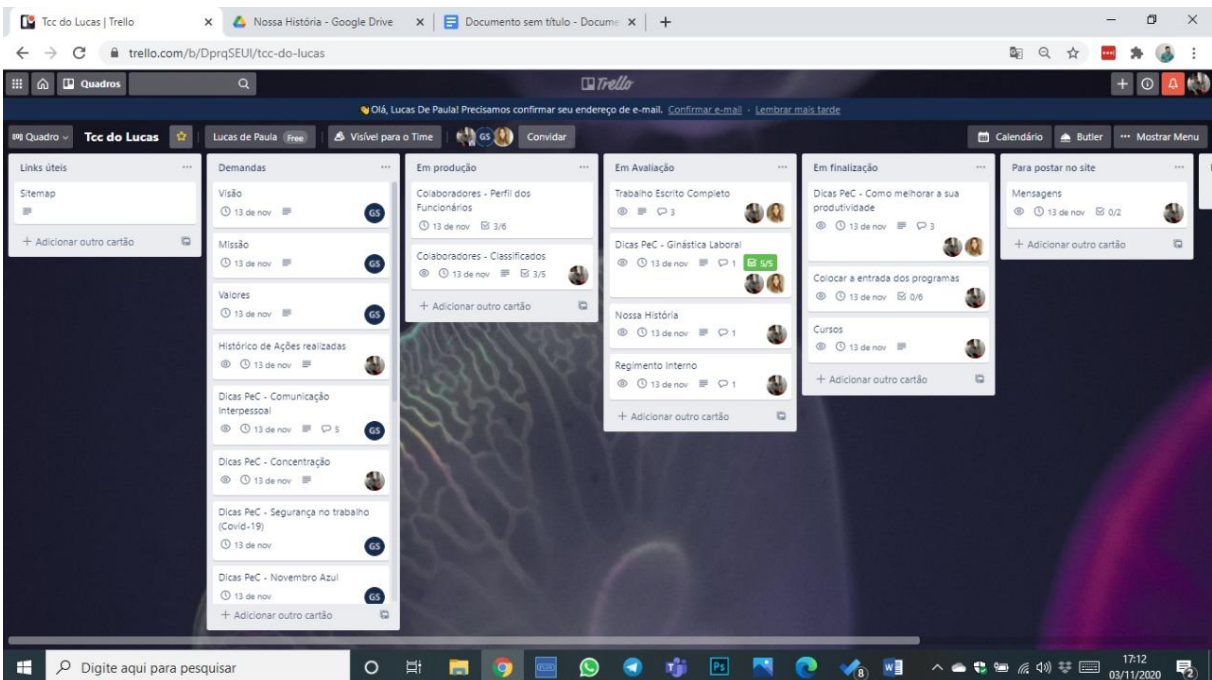 Tcc do Lucas | Trello
Nossa História - Google Drive
Documento sem título - Docume
trello.com/b/DprqSEUI/tcc-do-lucas
Quadros
Trello
Olá, Lucas De Paula! Precisamos confirmar seu endereço de e-mail. Confirmar e-mail · Lembrar mais tarde
Quadro
Tcc do Lucas
Lucas de Paula Free
Visível para o Time
GS
Convidar
Calendário
Butler
Mostrar Menu
Links úteis
Sitemap
+ Adicionar outro cartão
Demandas
Visão
13 de nov
GS
Missão
13 de nov
GS
Valores
13 de nov
GS
Histórico de Ações realizadas
13 de nov
Dicas PeC - Comunicação
Interpessoal
13 de nov 5
GS
Dicas PeC - Concentração
13 de nov
Dicas PeC - Segurança no trabalho
(Covid-19)
13 de nov
GS
Dicas PeC - Novembro Azul
13 de nov
GS
+ Adicionar outro cartão
Em produção
Colaboradores - Perfil dos
Funcionários
13 de nov 3/6
Colaboradores - Classificados
13 de nov 3/5
+ Adicionar outro cartão
Em Avaliação
Trabalho Escrito Completo
3
Dicas PeC - Ginástica Laboral
13 de nov 1 5/5
Nossa História
13 de nov 1
Regimento Interno
13 de nov 1
+ Adicionar outro cartão
Em finalização
Dicas PeC - Como melhorar a sua
produtividade
13 de nov 3
Colocar a entrada dos programas
13 de nov 0/6
Cursos
13 de nov
+ Adicionar outro cartão
Para postar no site
Mensagens
13 de nov 0/2
+ Adicionar outro cartão
Digite aqui para pesquisar
Ps
8
17:12
03/11/2020
2